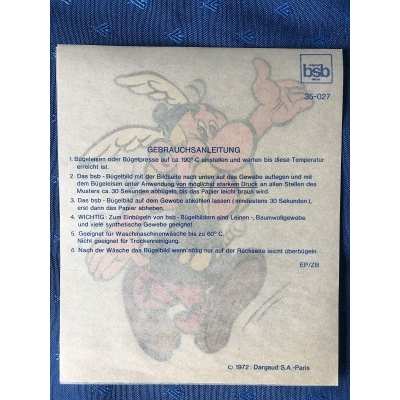 bsb
35-027
GEBRAUCHSANLEITUNG
1. Bügeleisen oder Bügelpresse auf ca. 190° C einstellen und warten bis diese Temperatur
erreicht ist.
2. Das bsb - Bügelbild mit der Bildseite nach unten auf das Gewebe auflegen und mit
dem Bügeleisen unter Anwendung von möglichst starkem Druck an allen Stellen des
Musters ca. 30 Sekunden abbügeln bis das Papier leicht braun wird.
3. Das bsb - Bügelbild auf dem Gewebe abkühlen lassen ( mindestens 30 Sekunden ),
erst dann das Papier abheben.
4. WICHTIG: Zum Einbügeln von bsb - Bügelbildern sind Leinen -, Baumwollgewebe
und viele synthetische Gewebe geeignet.
5. Geeignet für Waschmaschinenwäsche bis zu 60° C.
Nicht geeignet für Trockenreinigung.
6. Nach der Wäsche das Bügelbild wenn nötig nur auf der Rückseite leicht überbügeln.
EP/ZB
© 1972 : Dargaud S.A.-Paris